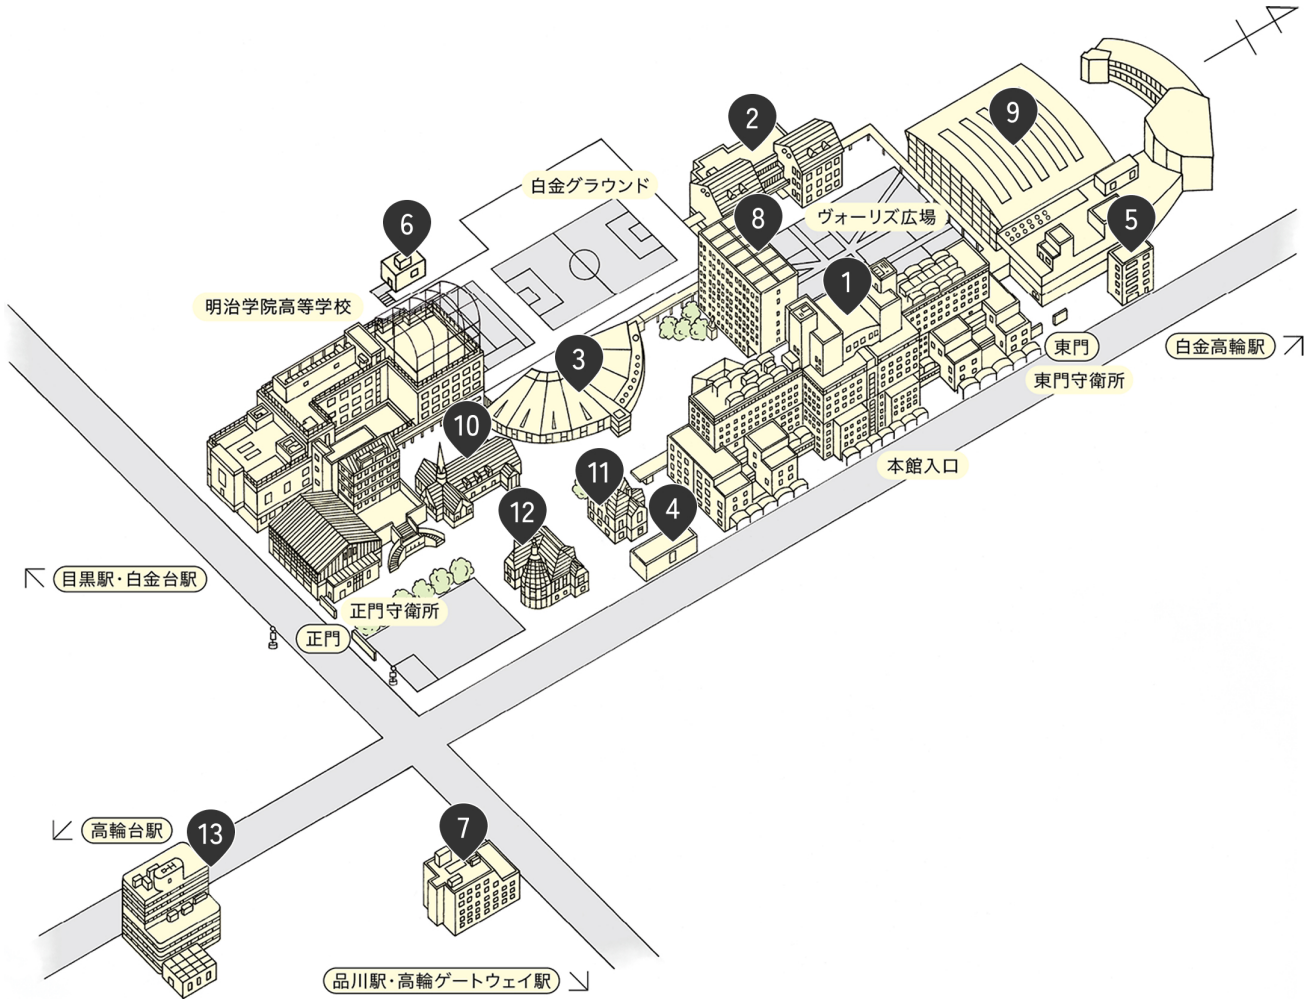 9
2
白金グラウンド
6
8
ヴォーリズ広場
5
1
明治学院高等学校
3
東門
白金高輪駅
東門守衛所
10
11
本館入口
12
4
目黒駅・白金台駅
正門守衛所
正門
高輪台駅
13
7
品川駅・高輪ゲートウェイ駅